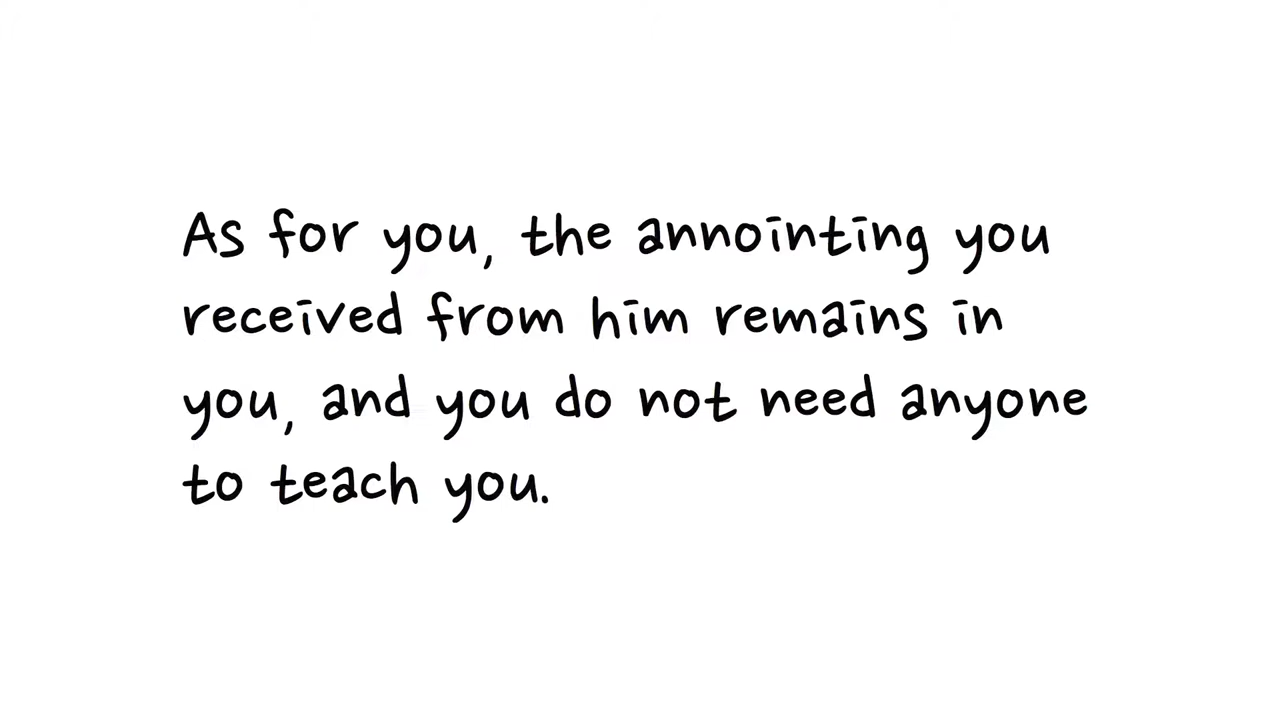 As for you, the annointing you
received from him remains in
you, and you do not need anyone
to teach you.